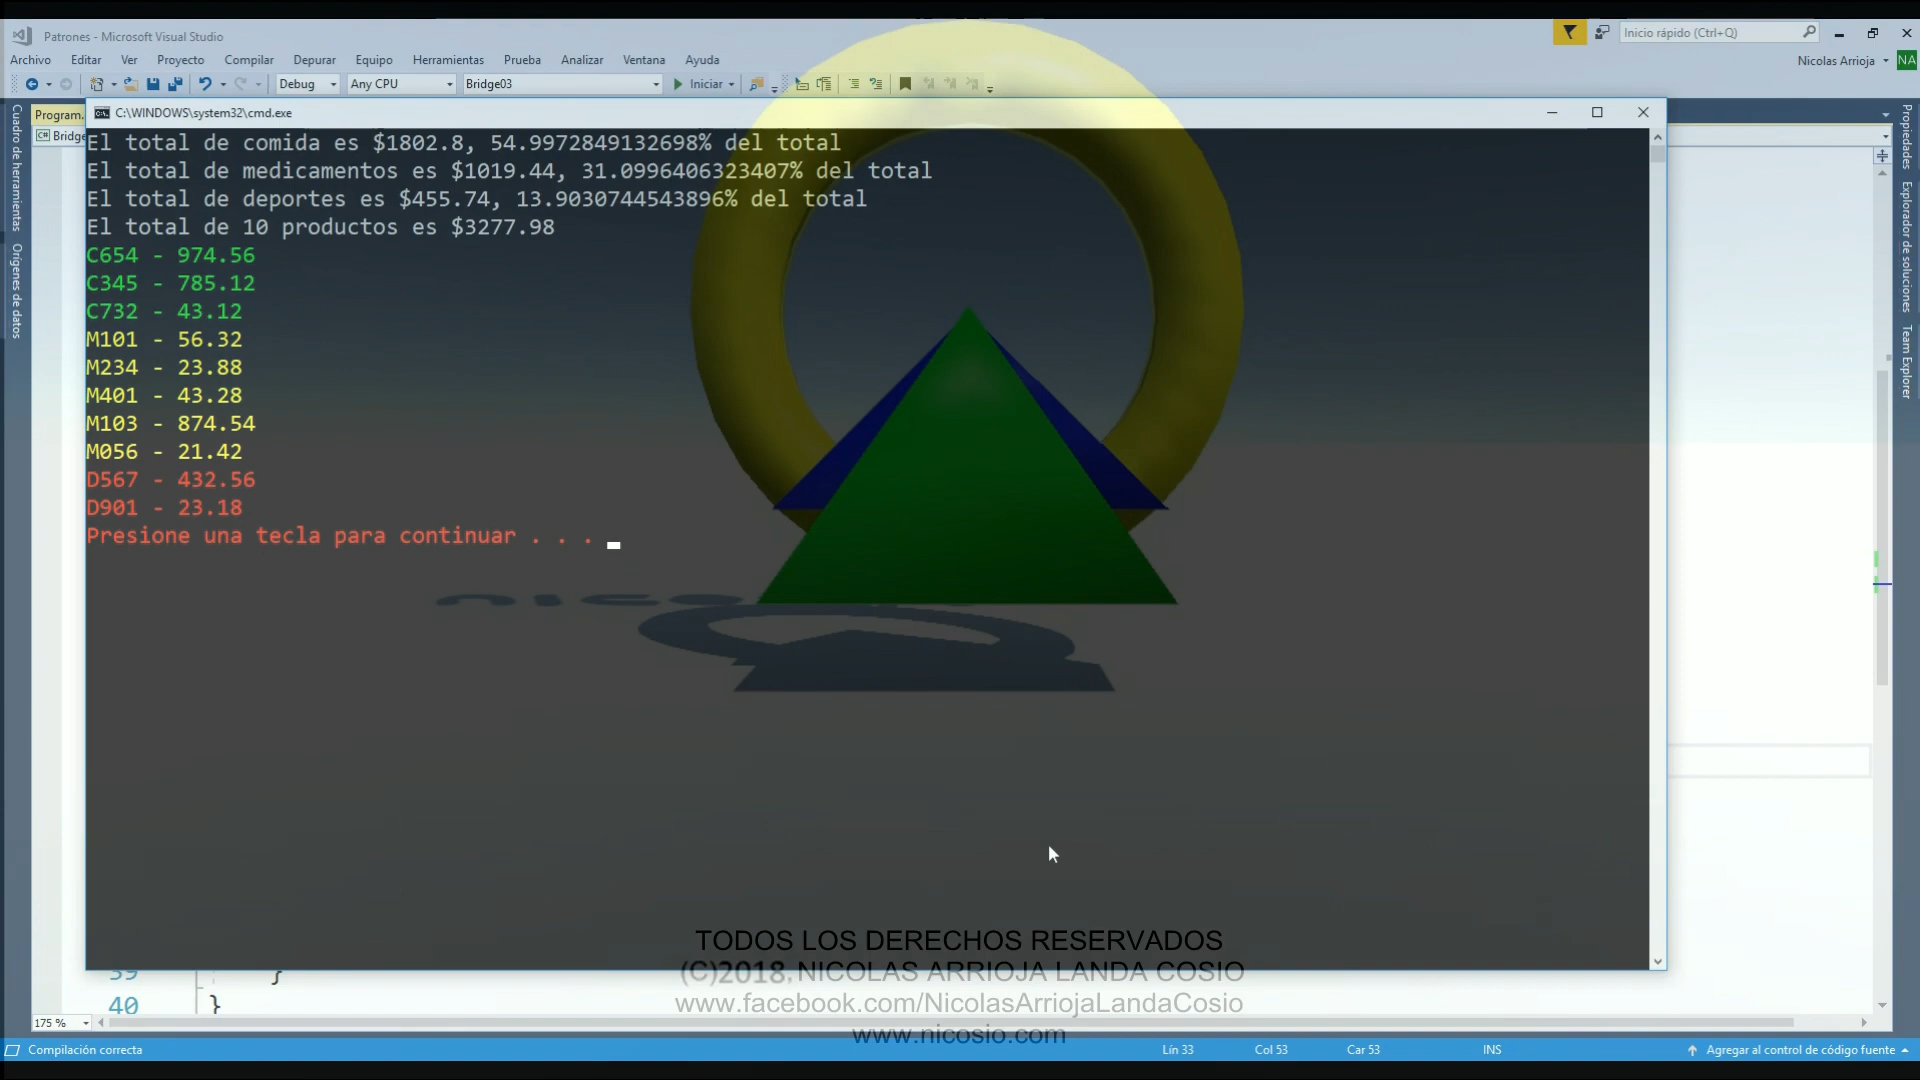 Patrones - Microsoft Visual Studio
Inicio rápido (Ctrl+Q)
Archivo Editar Ver Proyecto Compilar Depurar Equipo Herramientas Prueba Analizar Ventana Ayuda
Nicolas Arrioja NA
Debug Any CPU Bridge03 Iniciar
Program.
Bridge
C:\WINDOWS\system32\cmd.exe
Cuadro de herramientas
Orígenes de datos
Propiedades
Explorador de soluciones
Team Explorer
El total de comida es $1802.8, 54.9972849132698% del total
El total de medicamentos es $1019.44, 31.0996406323407% del total
El total de deportes es $455.74, 13.9030744543896% del total
El total de 10 productos es $3277.98
C654 - 974.56
C345 - 785.12
C732 - 43.12
M101 - 56.32
M234 - 23.88
M401 - 43.28
M103 - 874.54
M056 - 21.42
D567 - 432.56
D901 - 23.18
Presione una tecla para continuar . . .
TODOS LOS DERECHOS RESERVADOS
(C)2018, NICOLAS ARRIOJA LANDA COSIO
www.facebook.com/NicolasArriojaLandaCosio
www.nicosio.com
39 }
40 }
175 %
Compilación correcta Lín 33 Col 53 Car 53 INS Agregar al control de código fuente